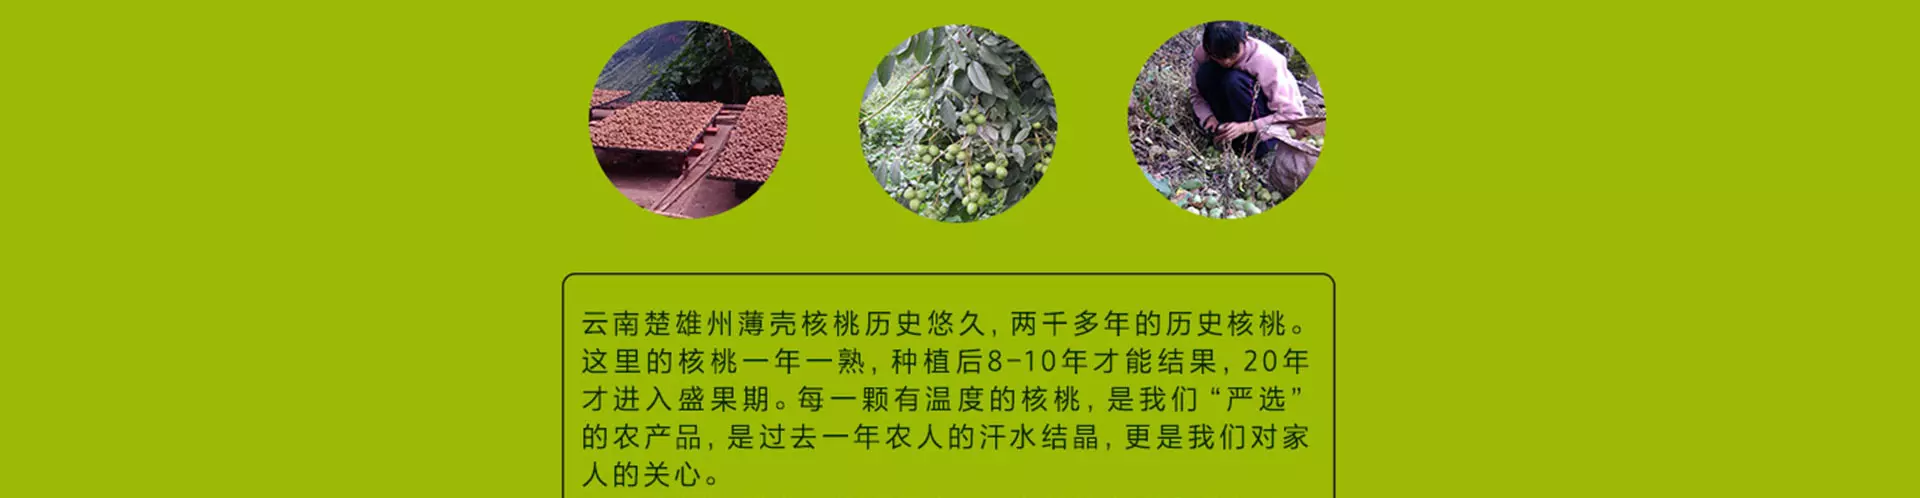 云南楚雄州薄壳核桃历史悠久，两千多年的历史核桃。
这里的核桃一年一熟，种植后8-10年才能结果，20年
才进入盛果期。每一颗有温度的核桃，是我们“严选”
的农产品，是过去一年农人的汗水结晶，更是我们对家
人的关心。